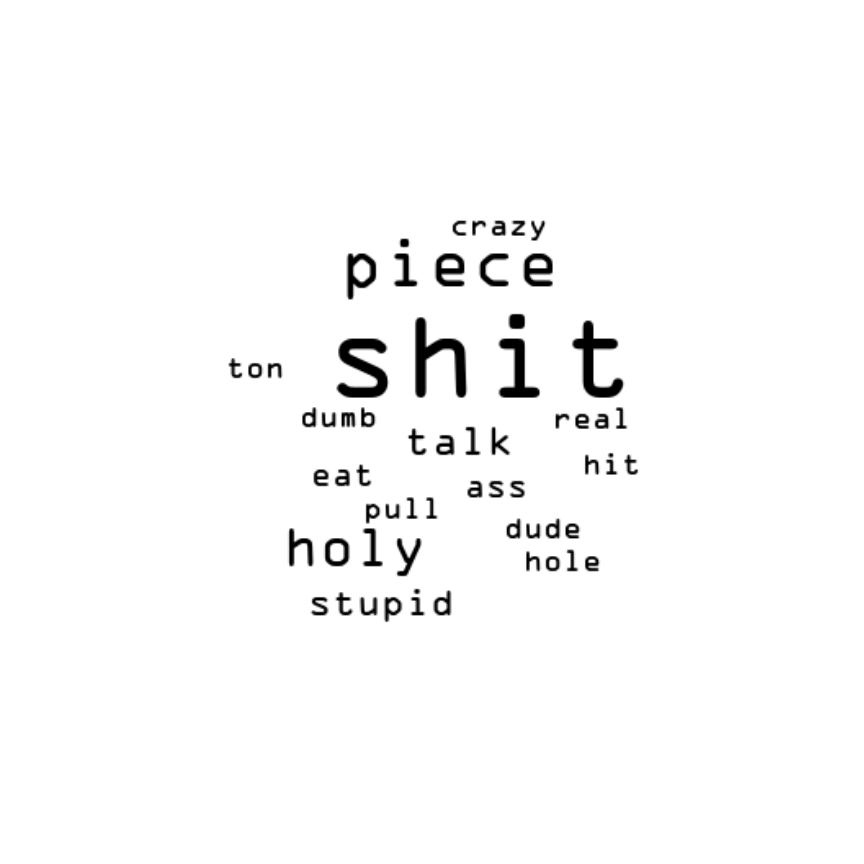 crazy
piece
shit
ton
dumb
real
talk
hit
eat
ass
pull
dude
holy
hole
stupid